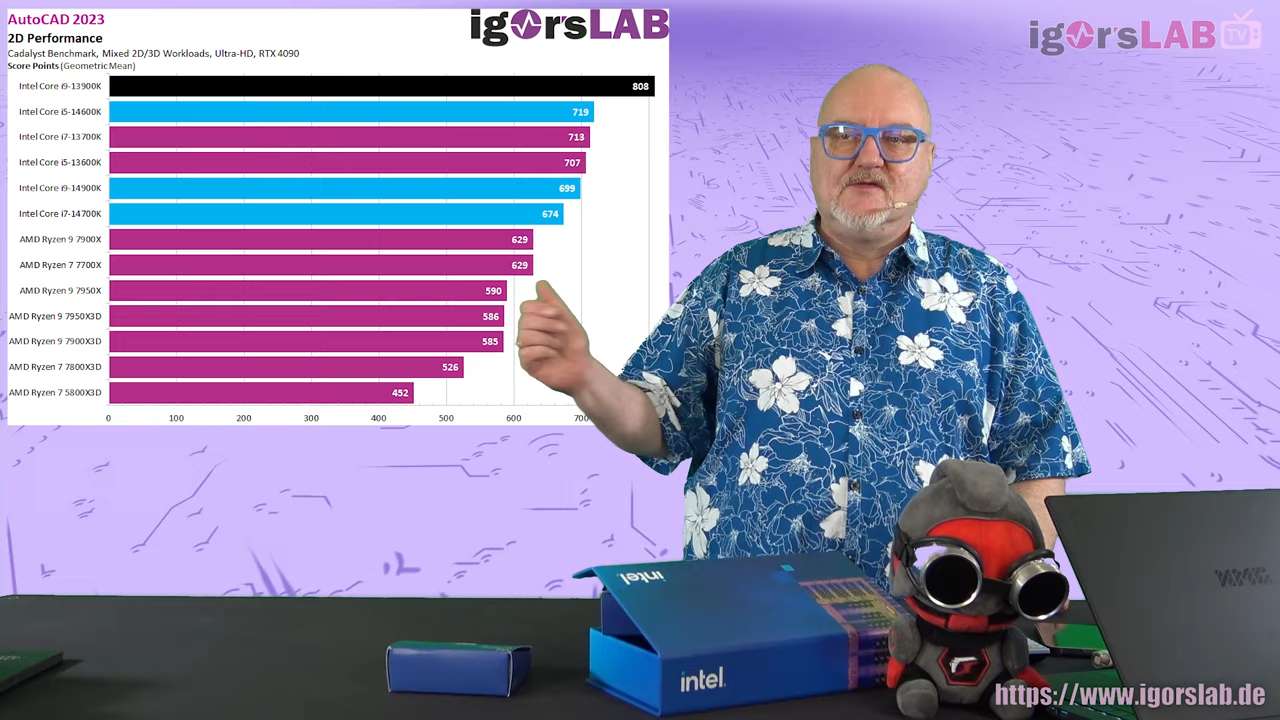 AutoCAD 2023
2D Performance
Cadalyst Benchmark, Mixed 2D/3D Workloads, Ultra-HD, RTX 4090
Score Points (Geometric Mean)
igor'sLAB
igor'sLAB TV
Intel Core i9-13900K 808
Intel Core i5-14600K 719
Intel Core i7-13700K 713
Intel Core i5-13600K 707
Intel Core i9-14900K 699
Intel Core i7-14700K 674
AMD Ryzen 9 7900X 629
AMD Ryzen 7 7700X 629
AMD Ryzen 9 7950X 590
AMD Ryzen 9 7950X3D 586
AMD Ryzen 9 7900X3D 585
AMD Ryzen 7 7800X3D 526
AMD Ryzen 7 5800X3D 452
0 100 200 300 400 500 600 700
intel
intel.
https://www.igorslab.de